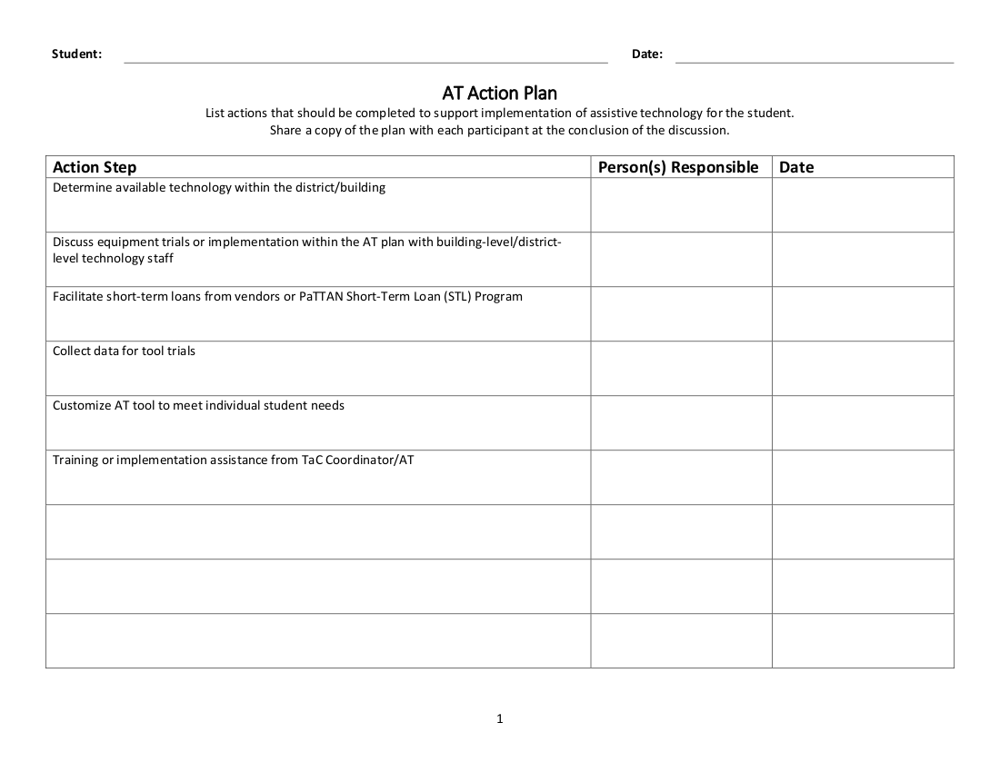 Student: Date:
AT Action Plan
List actions that should be completed to support implementation of assistive technology for the student.
Share a copy of the plan with each participant at the conclusion of the discussion.
Action Step Person(s) Responsible Date
Determine available technology within the district/building
Discuss equipment trials or implementation within the AT plan with building-level/district-
level technology staff
Facilitate short-term loans from vendors or PaTTAN Short-Term Loan (STL) Program
Collect data for tool trials
Customize AT tool to meet individual student needs
Training or implementation assistance from TaC Coordinator/AT
1